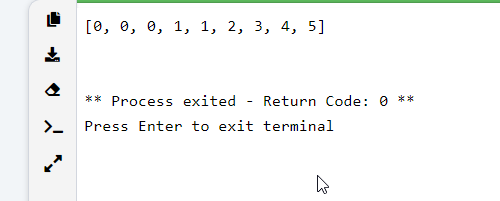 [0, 0, 0, 1, 1, 2, 3, 4, 5]
** Process exited - Return Code: 0 **
Press Enter to exit terminal